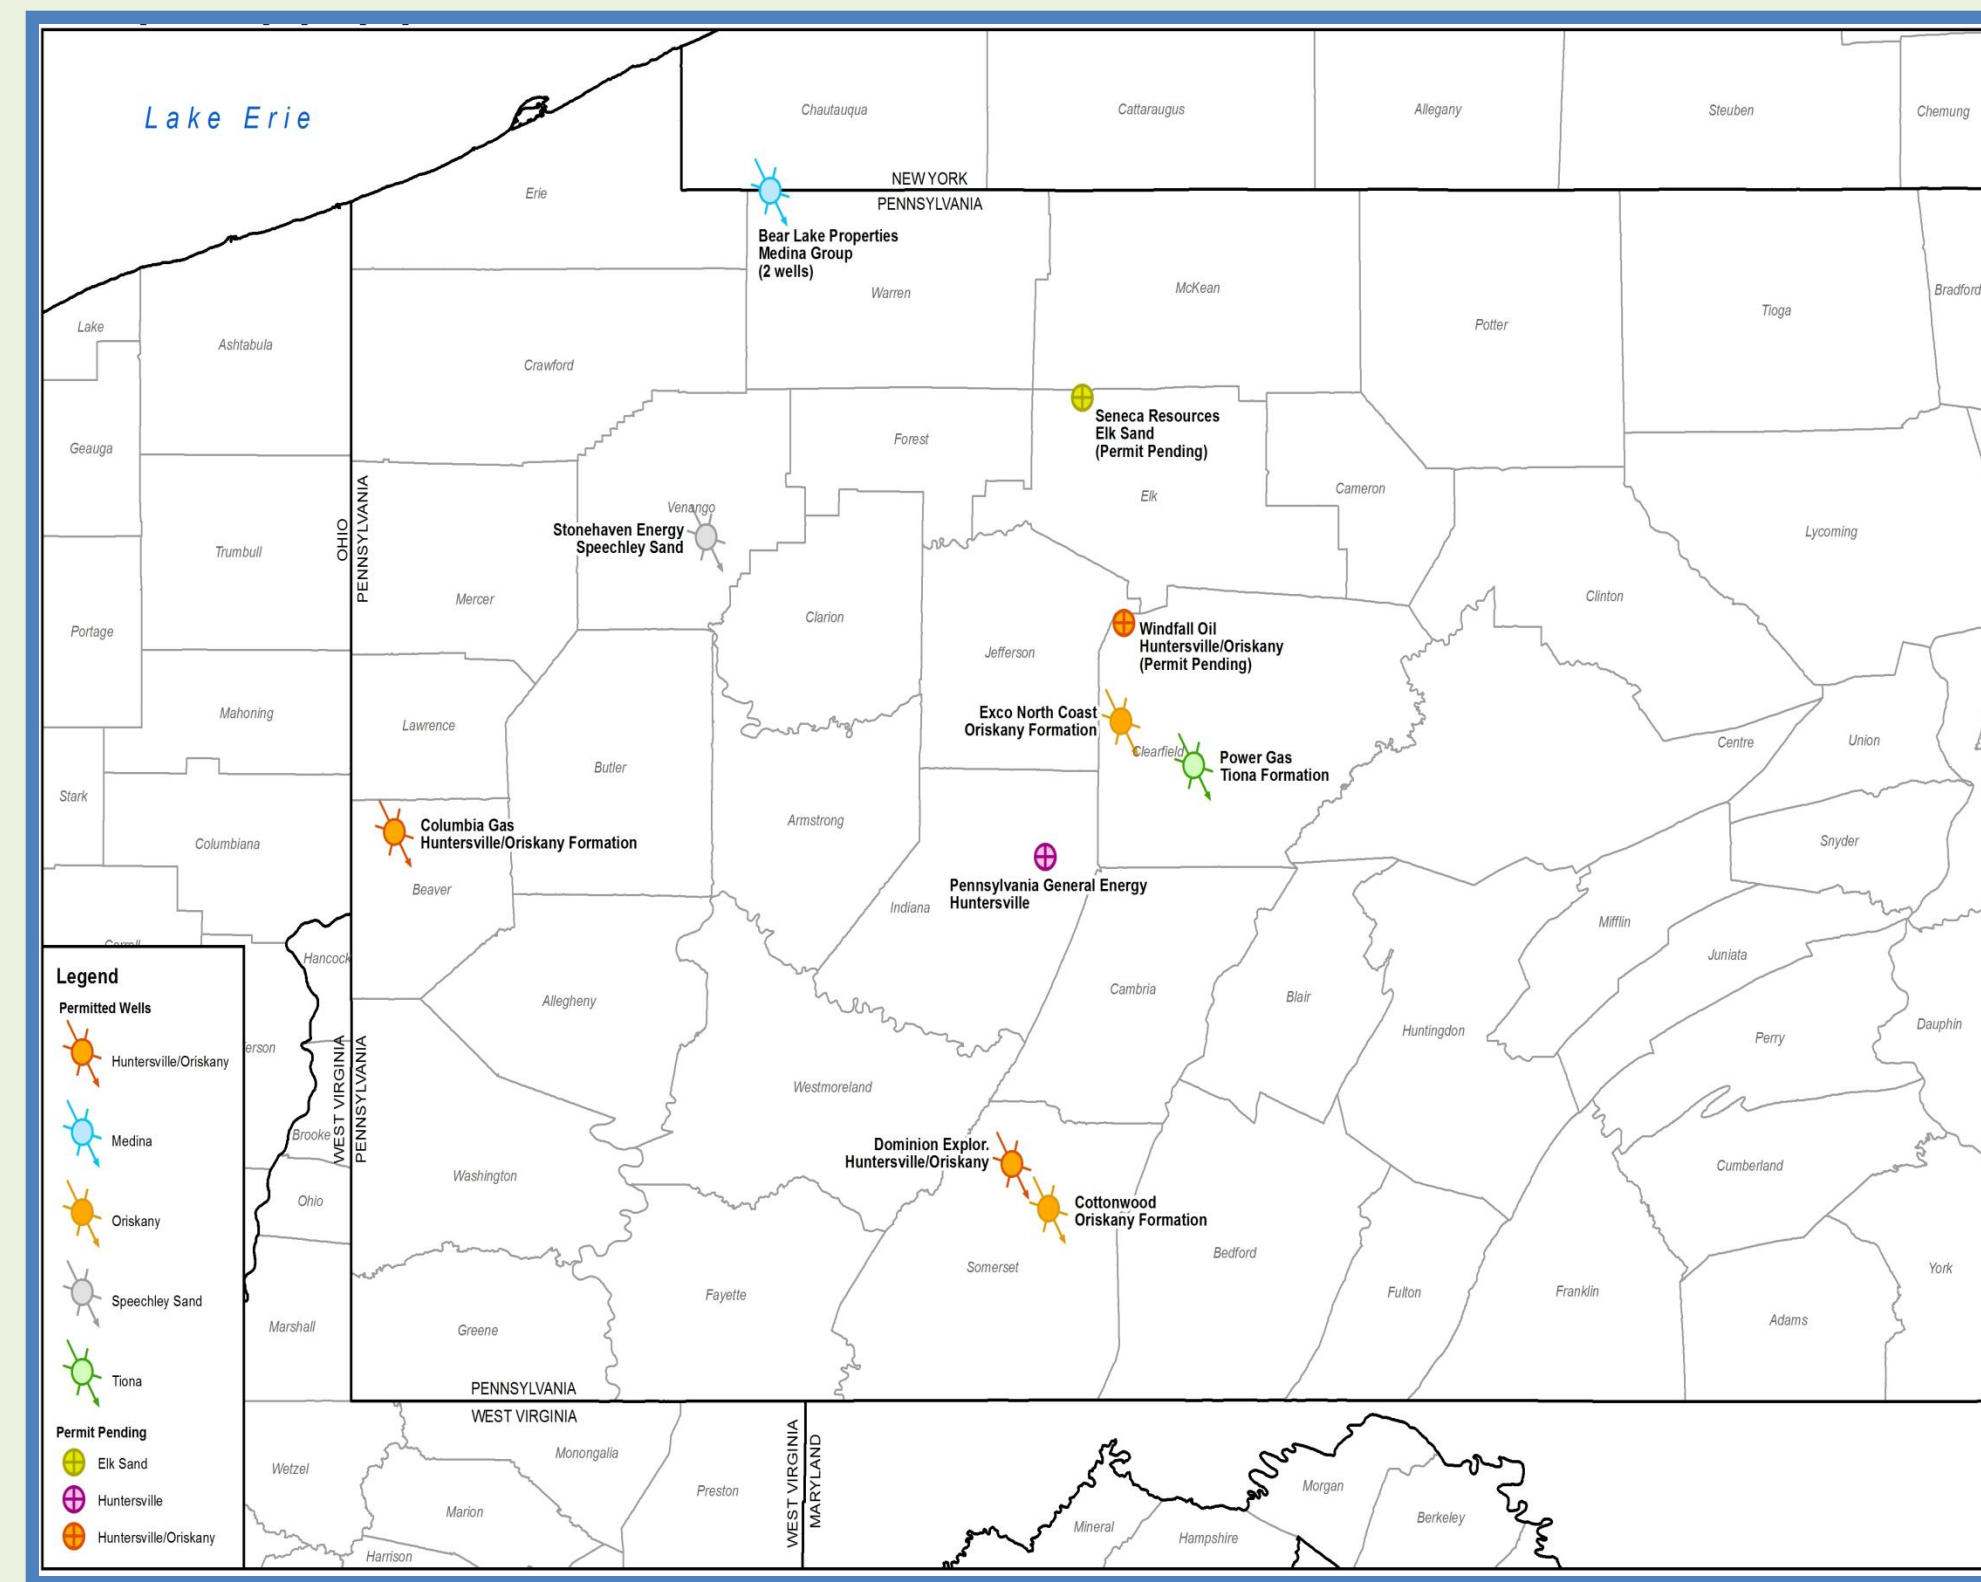 Lake Erie
Chautauqua
Cattaraugus
Allegany
Steuben
Chemung
NEW YORK
PENNSYLVANIA
Erie
Bear Lake Properties
Medina Group
(2 wells)
Warren
McKean
Potter
Tioga
Bradford
Lake
Ashtabula
Crawford
Geauga
Forest
Seneca Resources
Elk Sand
(Permit Pending)
Elk
Cameron
Lycoming
Venango
Stonehaven Energy
Speechley Sand
OHIO
PENNSYLVANIA
Trumbull
Mercer
Clarion
Clinton
Portage
Jefferson
Windfall Oil
Huntersville/Oriskany
(Permit Pending)
Mahoning
Lawrence
Exco North Coast
Oriskany Formation
Clearfield
Power Gas
Tiona Formation
Centre
Union
Butler
Stark
Columbiana
Columbia Gas
Huntersville/Oriskany Formation
Armstrong
Snyder
Beaver
Pennsylvania General Energy
Huntersville
Indiana
Mifflin
Juniata
Hancock
Allegheny
Cambria
Blair
Huntingdon
Perry
Dauphin
erson
WEST VIRGINIA
PENNSYLVANIA
Westmoreland
Brooke
Dominion Explor.
Huntersville/Oriskany
Washington
Cumberland
Ohio
Cottonwood
Oriskany Formation
Somerset
Bedford
York
Fayette
Fulton
Franklin
Adams
Marshall
Greene
PENNSYLVANIA
WEST VIRGINIA
Wetzel
Monongalia
Preston
WEST VIRGINIA
MARYLAND
Marion
Harrison
Mineral
Hampshire
Morgan
Berkeley
Legend
Permitted Wells
Huntersville/Oriskany
Medina
Oriskany
Speechley Sand
Tiona
Permit Pending
Elk Sand
Huntersville
Huntersville/Oriskany